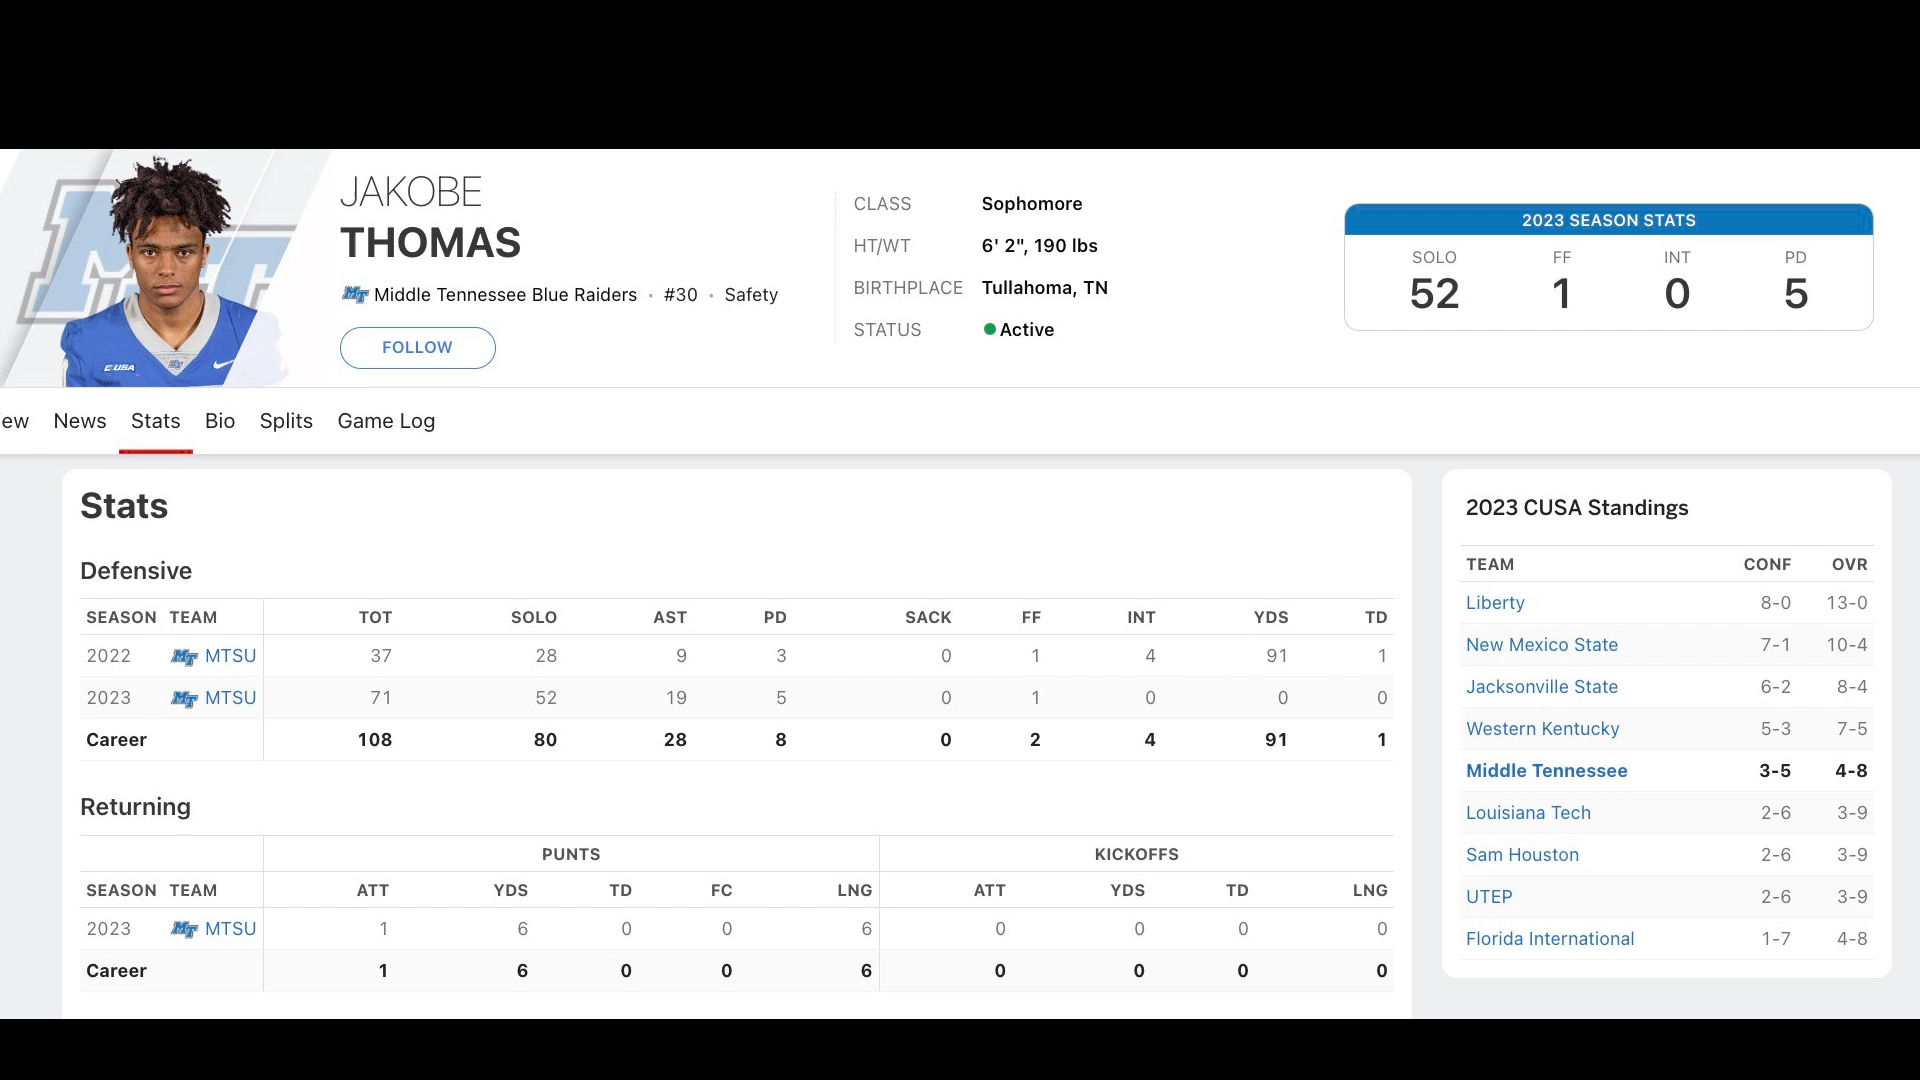 JAKOBE
THOMAS
MT Middle Tennessee Blue Raiders · #30 · Safety
FOLLOW
CLASS Sophomore
HT/WT 6' 2", 190 lbs
BIRTHPLACE Tullahoma, TN
STATUS Active
2023 SEASON STATS
SOLO FF INT PD
52 1 0 5
C USA
ew News Stats Bio Splits Game Log
Stats
Defensive
SEASON TEAM TOT SOLO AST PD SACK FF INT YDS TD
2022 MT MTSU 37 28 9 3 0 1 4 91 1
2023 MT MTSU 71 52 19 5 0 1 0 0 0
Career 108 80 28 8 0 2 4 91 1
Returning
PUNTS KICKOFFS
SEASON TEAM ATT YDS TD FC LNG ATT YDS TD LNG
2023 MT MTSU 1 6 0 0 6 0 0 0 0
Career 1 6 0 0 6 0 0 0 0
2023 CUSA Standings
TEAM CONF OVR
Liberty 8-0 13-0
New Mexico State 7-1 10-4
Jacksonville State 6-2 8-4
Western Kentucky 5-3 7-5
Middle Tennessee 3-5 4-8
Louisiana Tech 2-6 3-9
Sam Houston 2-6 3-9
UTEP 2-6 3-9
Florida International 1-7 4-8